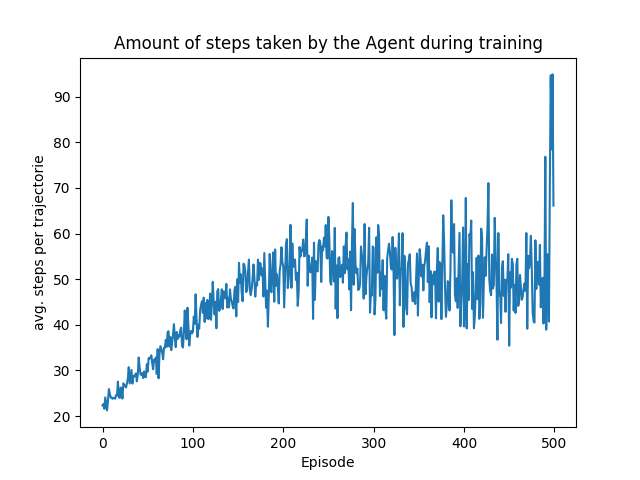 Amount of steps taken by the Agent during training
avg. steps per trajectorie
90
80
70
60
50
40
30
20
0 100 200 300 400 500
Episode